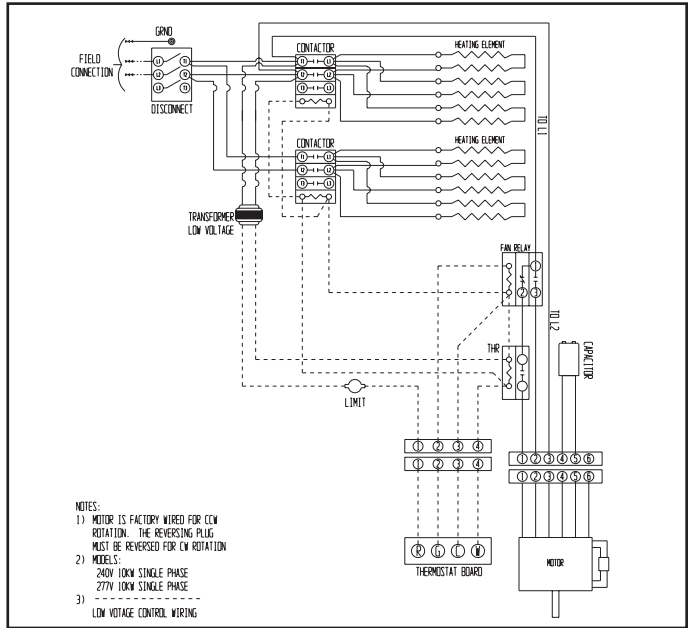 GRND
FIELD
CONNECTION
L1 T1
L2 T2
L3 T3
DISCONNECT
CONTACTOR
T1 L1
T2 L2
T3 L3
HEATING ELEMENT
CONTACTOR
T1 L1
T2 L2
T3 L3
HEATING ELEMENT
TO L1
TRANSFORMER
LOW VOLTAGE
FAN RELAY
1
2 3
TO L2
THR
CAPACITOR
LIMIT
1 2 3 4
1 2 3 4
1 2 3 4 5 6
1 2 3 4 5 6
R G C W
THERMOSTAT BOARD
MOTOR
NOTES:
1) MOTOR IS FACTORY WIRED FOR CCW
ROTATION. THE REVERSING PLUG
MUST BE REVERSED FOR CW ROTATION
2) MODELS:
240V 10KW SINGLE PHASE
277V 10KW SINGLE PHASE
3) - - - - - - - - - - - - -
LOW VOTAGE CONTROL WIRING